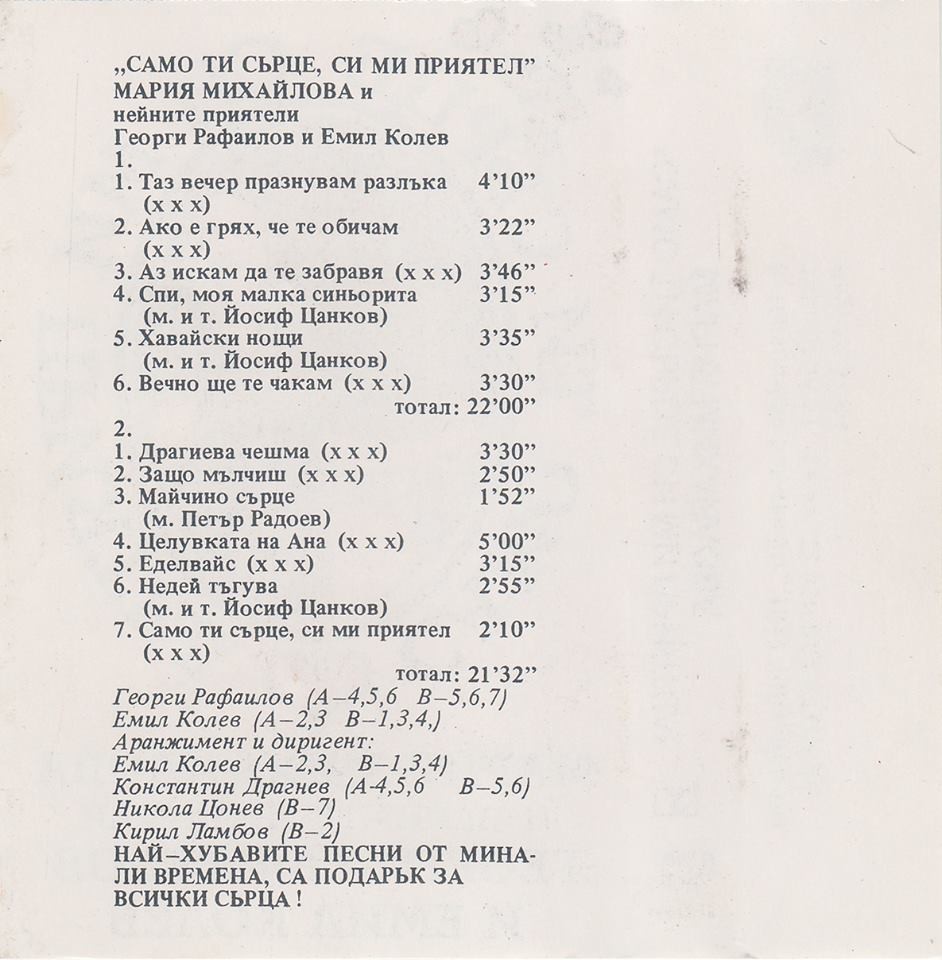 „САМО ТИ СЬРЦЕ, СИ МИ ПРИЯТЕЛ”
МАРИЯ МИХАЙЛОВА и
нейните приятели
Георги Рафаилов и Емил Колев
1.
1. Таз вечер празнувам разлъка 4’10”
(х х х)
2. Ако е грях, че те обичам 3’22”
(х х х)
3. Аз искам да те забравя (х х х) 3’46”
4. Спи, моя малка синьорита 3’15”
(м. и т. Йосиф Цанков)
5. Хавайски нощи 3’35”
(м. и т. Йосиф Цанков)
6. Вечно ще те чакам (х х х) 3’30”
тотал: 22’00”
2.
1. Драгиева чешма (х х х) 3’30”
2. Защо мълчиш (х х х) 2’50”
3. Майчино сърце 1’52”
(м. Петър Радоев)
4. Целувката на Ана (х х х) 5’00”
5. Еделвайс (х х х) 3’15”
6. Недей тъгува 2’55”
(м. и т. Йосиф Цанков)
7. Само ти сърце, си ми приятел 2’10”
(х х х)
тотал: 21’32”
Георги Рафаилов (А–4,5,6 В–5,6,7)
Емил Колев (А–2,3 В–1,3,4,)
Аранжимент и диригент:
Емил Колев (А–2,3, В–1,3,4)
Константин Драгнев (А-4,5,6 В–5,6)
Никола Цонев (В–7)
Кирил Ламбов (В–2)
НАЙ–ХУБАВИТЕ ПЕСНИ ОТ МИНА-
ЛИ ВРЕМЕНА, СА ПОДАРЬК ЗА
ВСИЧКИ СЬРЦА !